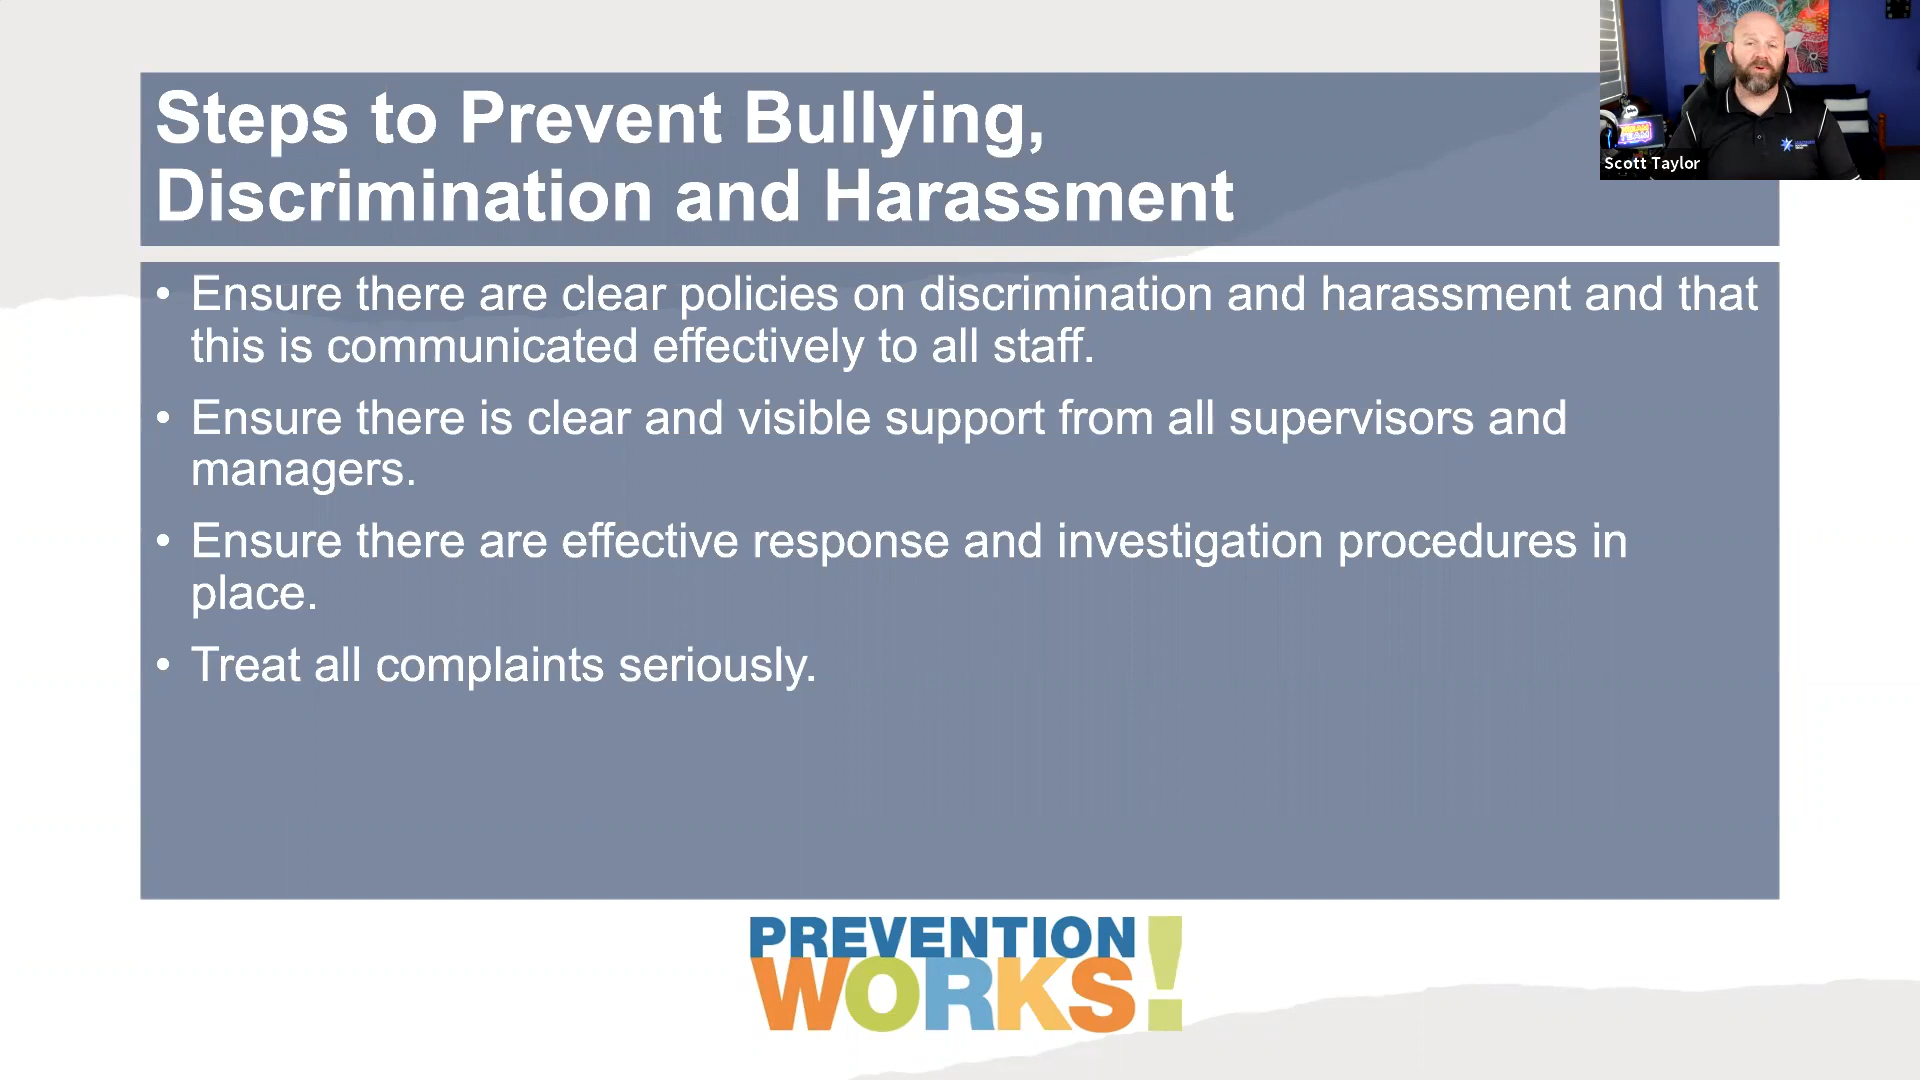 Steps to Prevent Bullying,
Discrimination and Harassment
Scott Taylor
• Ensure there are clear policies on discrimination and harassment and that
this is communicated effectively to all staff.
• Ensure there is clear and visible support from all supervisors and
managers.
• Ensure there are effective response and investigation procedures in
place.
• Treat all complaints seriously.
PREVENTION
WORKS!